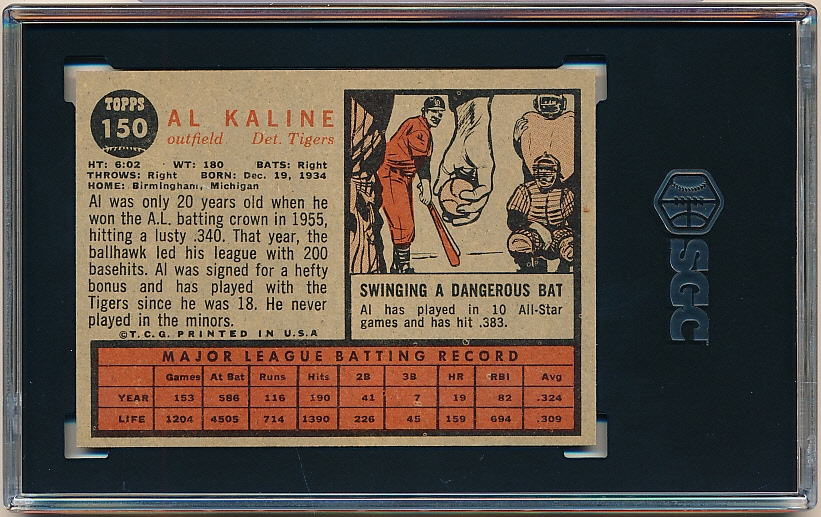 TOPPS
150
AL KALINE
outfield Det. Tigers
HT: 6:02 WT: 180 BATS: Right
THROWS: Right BORN: Dec. 19, 1934
HOME: Birmingham, Michigan
Al was only 20 years old when he
won the A.L. batting crown in 1955,
hitting a lusty .340. That year, the
ballhawk led his league with 200
basehits. Al was signed for a hefty
bonus and has played with the
Tigers since he was 18. He never
played in the minors.
©T.C.G. PRINTED IN U.S.A
SWINGING A DANGEROUS BAT
Al has played in 10 All-Star
games and has hit .383.
MAJOR LEAGUE BATTING RECORD
Games At Bat Runs Hits 2B 3B HR RBI Avg
YEAR 153 586 116 190 41 7 19 82 .324
LIFE 1204 4505 714 1390 226 45 159 694 .309
SGC